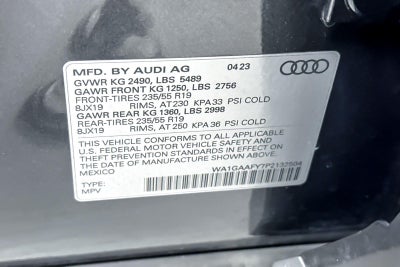 MFD. BY AUDI AG 04 23
GVWR KG 2490, LBS 5489
GAWR FRONT KG 1250, LBS 2756
FRONT-TIRES 235/55 R19
8JX19 RIMS, AT 230 KPA 33 PSI COLD
GAWR REAR KG 1360, LBS 2998
REAR-TIRES 235/55 R19
8JX19 RIMS, AT 250 KPA 36 PSI COLD
THIS VEHICLE CONFORMS TO ALL APPLICABLE
U.S. FEDERAL MOTOR VEHICLE SAFETY AND
THEFT PREVENTION STANDARDS IN EFFECT ON
THE DATE OF MANUFACTURE SHOWN ABOVE.
MEXICO
WA1GAAFY7P2132504
TYPE:
MPV